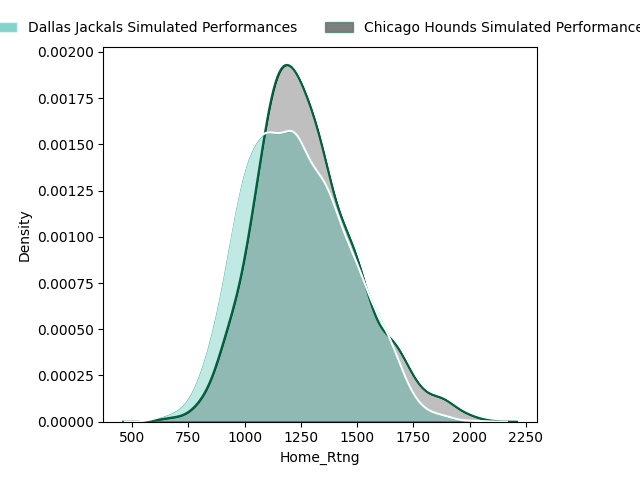 Dallas Jackals Simulated Performances
Chicago Hounds Simulated Performance
0.00200
0.00175
0.00150
0.00125
0.00100
0.00075
0.00050
0.00025
0.00000
Density
500 750 1000 1250 1500 1750 2000 2250
Home_Rtng